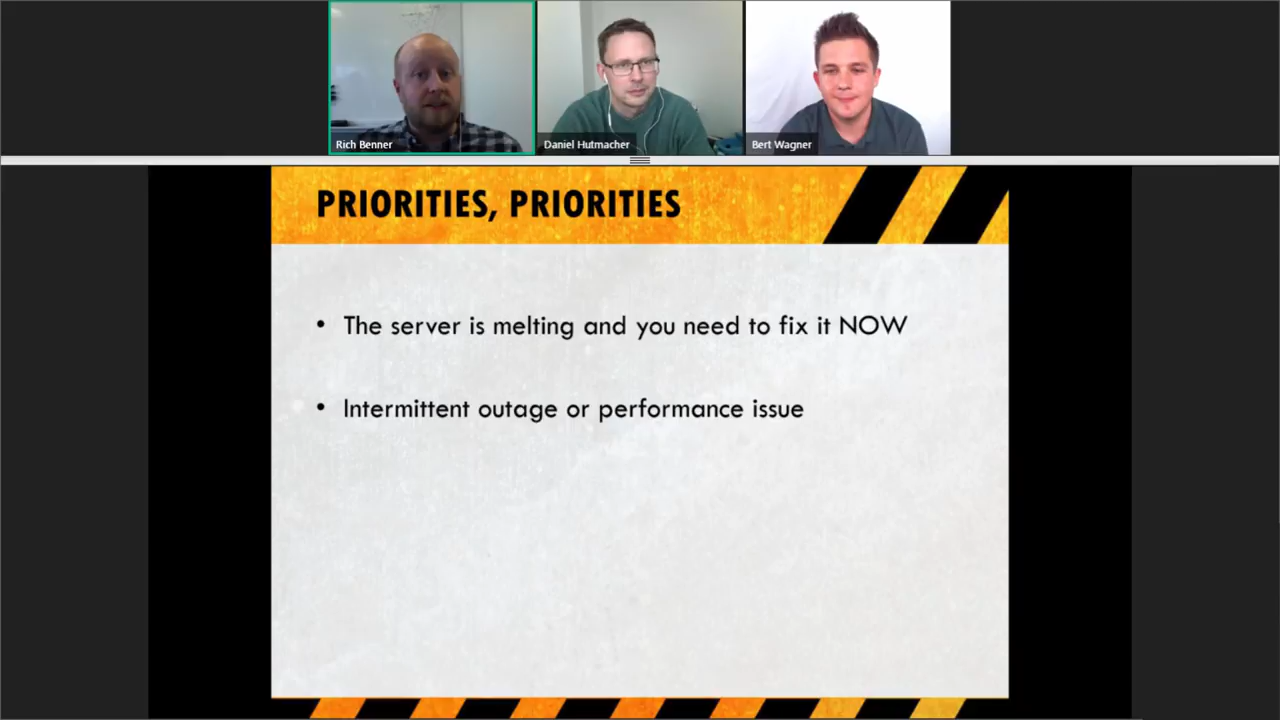 Rich Benner
Daniel Hutmacher
Bert Wagner
PRIORITIES, PRIORITIES
• The server is melting and you need to fix it NOW
• Intermittent outage or performance issue